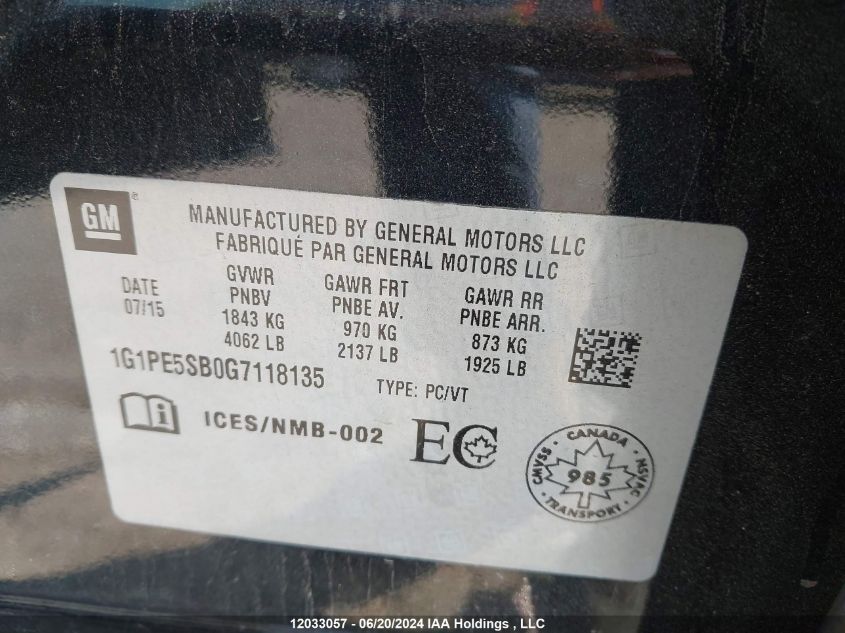 GM
MANUFACTURED BY GENERAL MOTORS LLC
FABRIQUÉ PAR GENERAL MOTORS LLC
DATE
07/15
GVWR
PNBV
1843 KG
4062 LB
GAWR FRT
PNBE AV.
970 KG
2137 LB
GAWR RR
PNBE ARR.
873 KG
1925 LB
1G1PE5SB0G7118135
TYPE: PC/VT
i
ICES/NMB-002
EC
CANADA
CMVSS
985
NSVAC
TRANSPORT
12033057 - 06/20/2024 IAA Holdings , LLC